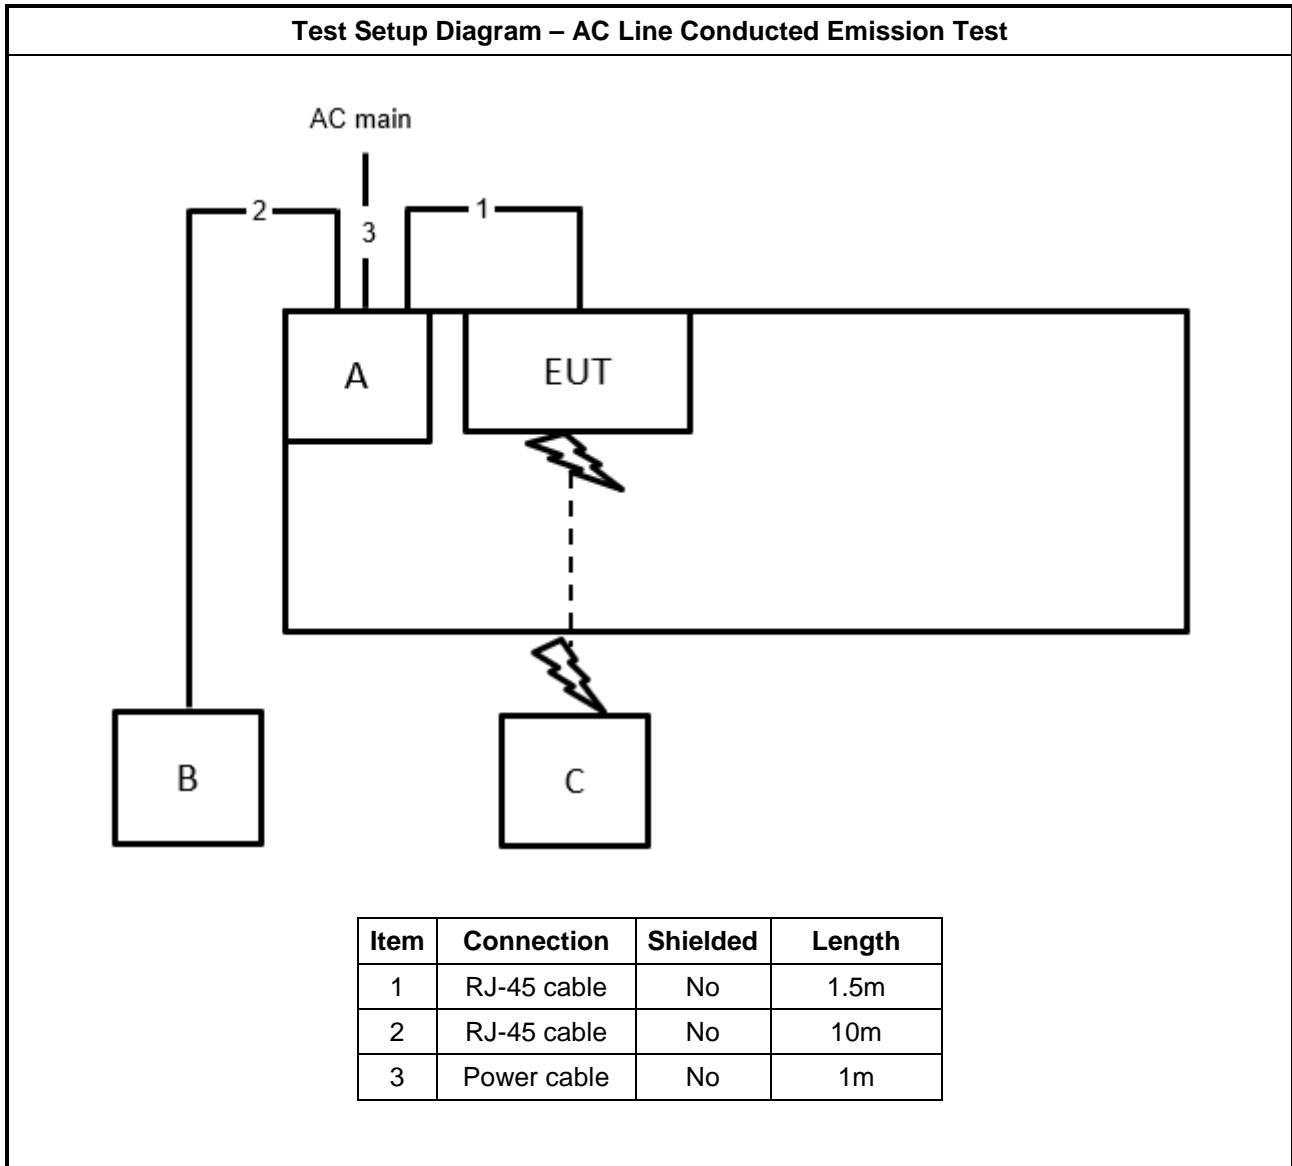 Test Setup Diagram – AC Line Conducted Emission Test
AC main
2
1
3
A
EUT
B
C
Item Connection Shielded Length
1 RJ-45 cable No 1.5m
2 RJ-45 cable No 10m
3 Power cable No 1m